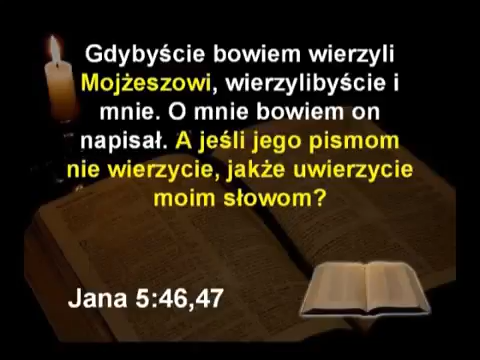 Gdybyście bowiem wierzyli
Mojżeszowi, wierzylibyście i
mnie. O mnie bowiem on
napisał. A jeśli jego pismom
nie wierzycie, jakże uwierzycie
moim słowom?
Jana 5:46,47